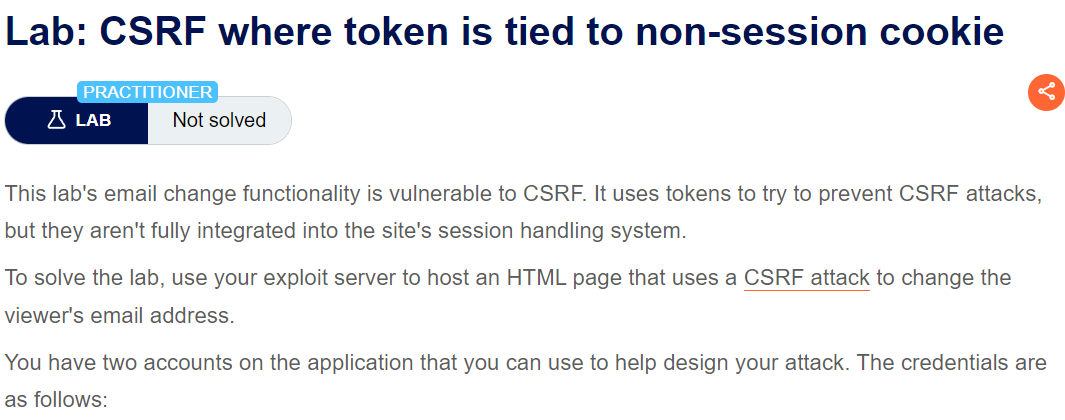 Lab: CSRF where token is tied to non-session cookie
PRACTITIONER
LAB
Not solved
This lab's email change functionality is vulnerable to CSRF. It uses tokens to try to prevent CSRF attacks,
but they aren't fully integrated into the site's session handling system.
To solve the lab, use your exploit server to host an HTML page that uses a CSRF attack to change the
viewer's email address.
You have two accounts on the application that you can use to help design your attack. The credentials are
as follows: